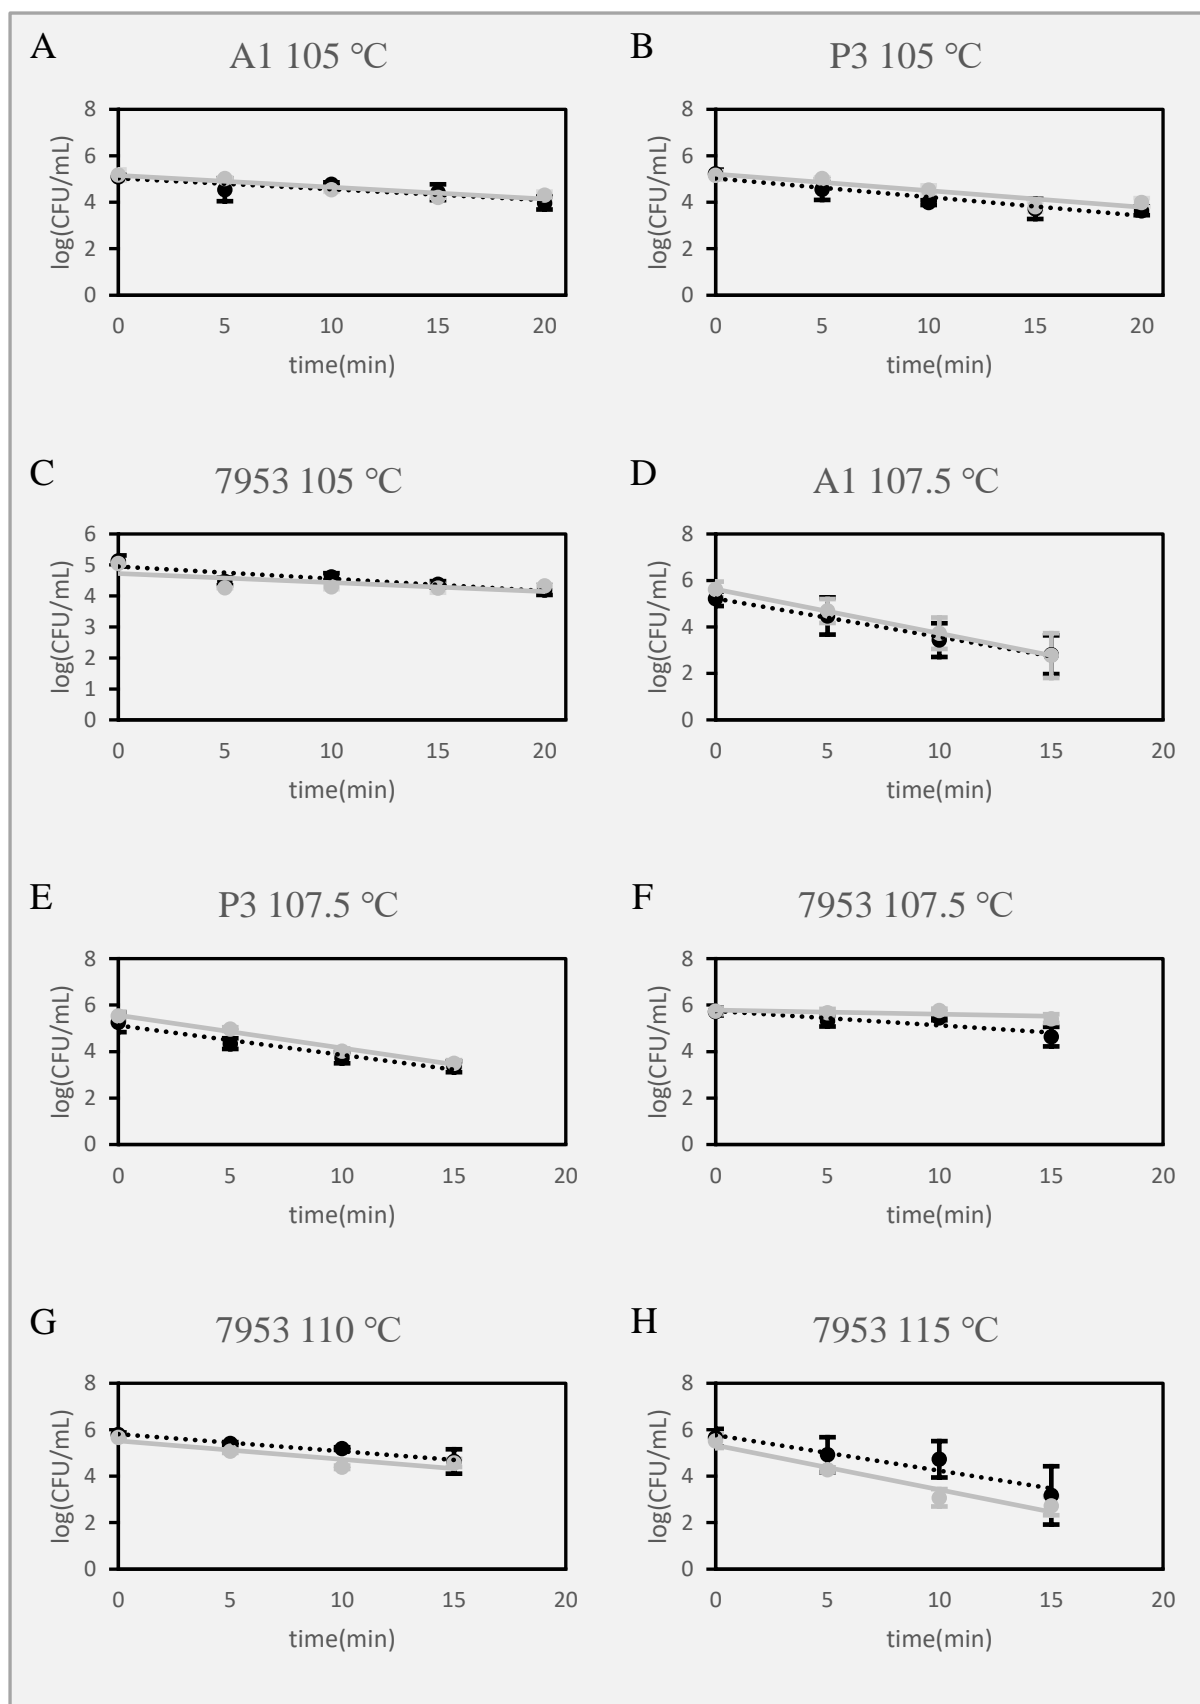 A
A1 105 °C
8
6
4
2
0
log(CFU/mL)
0 5 10 15 20
time(min)
B
P3 105 °C
8
6
4
2
0
log(CFU/mL)
0 5 10 15 20
time(min)
C
7953 105 °C
6
5
4
3
2
1
0
log(CFU/mL)
0 5 10 15 20
time(min)
D
A1 107.5 °C
8
6
4
2
0
log(CFU/mL)
0 5 10 15 20
time(min)
E
P3 107.5 °C
8
6
4
2
0
log(CFU/mL)
0 5 10 15 20
time(min)
F
7953 107.5 °C
8
6
4
2
0
log(CFU/mL)
0 5 10 15 20
time(min)
G
7953 110 °C
8
6
4
2
0
log(CFU/mL)
0 5 10 15 20
time(min)
H
7953 115 °C
8
6
4
2
0
log(CFU/mL)
0 5 10 15 20
time(min)